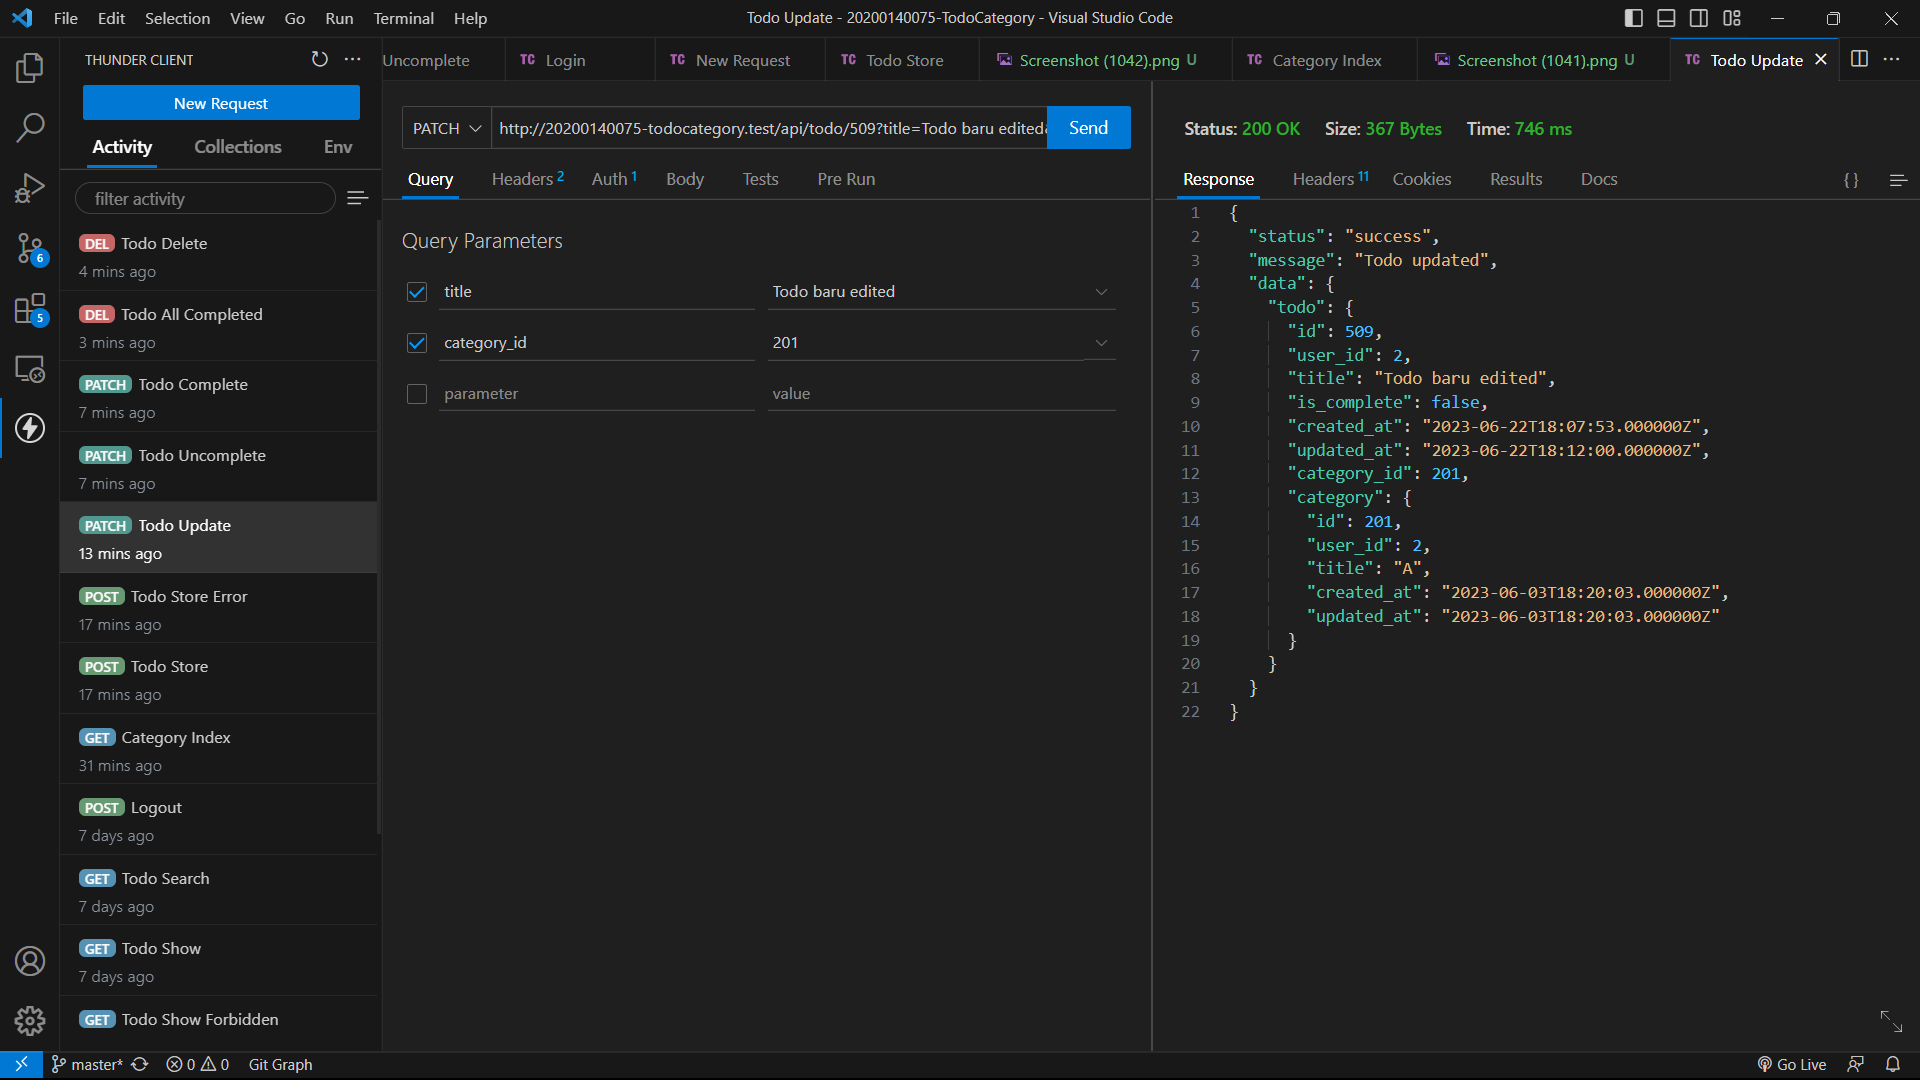 File Edit Selection View Go Run Terminal Help
Todo Update - 20200140075-TodoCategory - Visual Studio Code
THUNDER CLIENT
Uncomplete
TC Login
TC New Request
TC Todo Store
Screenshot (1042).png U
TC Category Index
Screenshot (1041).png U
TC Todo Update
New Request
Activity Collections Env
filter activity
DEL Todo Delete
4 mins ago
DEL Todo All Completed
3 mins ago
PATCH Todo Complete
7 mins ago
PATCH Todo Uncomplete
7 mins ago
PATCH Todo Update
13 mins ago
POST Todo Store Error
17 mins ago
POST Todo Store
17 mins ago
GET Category Index
31 mins ago
POST Logout
7 days ago
GET Todo Search
7 days ago
GET Todo Show
7 days ago
GET Todo Show Forbidden
6
5
PATCH http://20200140075-todocategory.test/api/todo/509?title=Todo baru edited& Send
Query Headers 2 Auth 1 Body Tests Pre Run
Query Parameters
title Todo baru edited
category_id 201
parameter value
Status: 200 OK Size: 367 Bytes Time: 746 ms
Response Headers 11 Cookies Results Docs { }
1 {
2 "status": "success",
3 "message": "Todo updated",
4 "data": {
5 "todo": {
6 "id": 509,
7 "user_id": 2,
8 "title": "Todo baru edited",
9 "is_complete": false,
10 "created_at": "2023-06-22T18:07:53.000000Z",
11 "updated_at": "2023-06-22T18:12:00.000000Z",
12 "category_id": 201,
13 "category": {
14 "id": 201,
15 "user_id": 2,
16 "title": "A",
17 "created_at": "2023-06-03T18:20:03.000000Z",
18 "updated_at": "2023-06-03T18:20:03.000000Z"
19 }
20 }
21 }
22 }
master* 0 0 Git Graph
Go Live